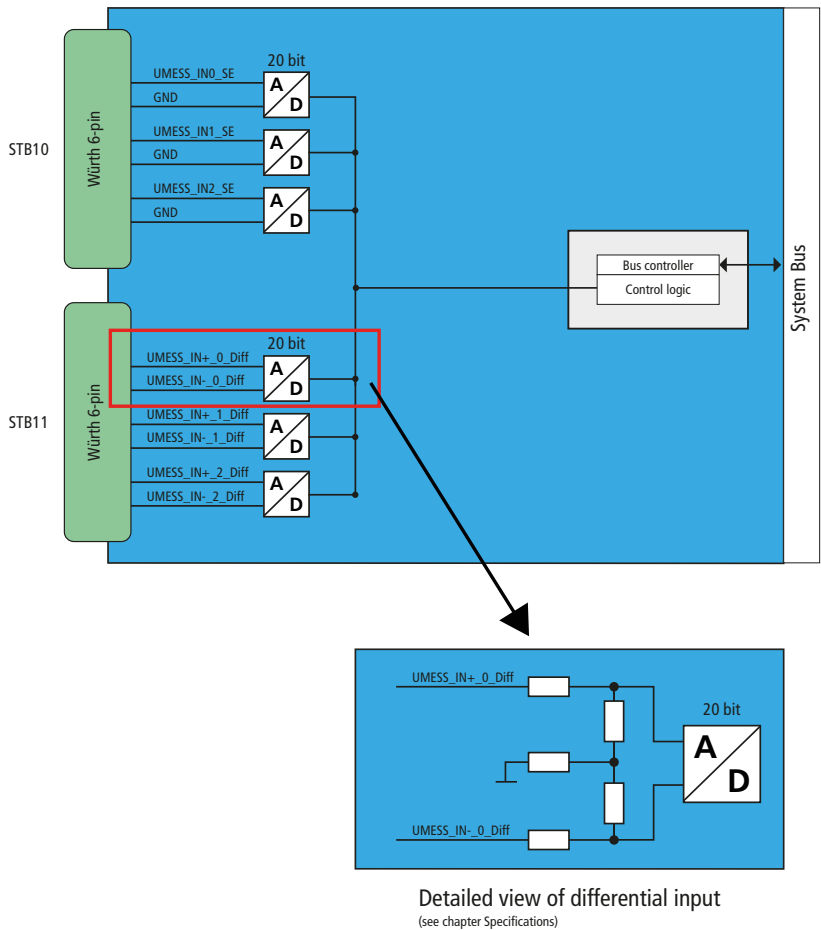 STB10
Würth 6-pin
20 bit
UMESS_IN0_SE
A
D
GND
UMESS_IN1_SE
A
D
GND
UMESS_IN2_SE
A
D
GND
Bus controller
Control logic
System Bus
STB11
Würth 6-pin
20 bit
UMESS_IN+_0_Diff
A
D
UMESS_IN-_0_Diff
UMESS_IN+_1_Diff
A
D
UMESS_IN-_1_Diff
UMESS_IN+_2_Diff
A
D
UMESS_IN-_2_Diff
UMESS_IN+_0_Diff
20 bit
A
D
UMESS_IN-_0_Diff
Detailed view of differential input
(see chapter Specifications)